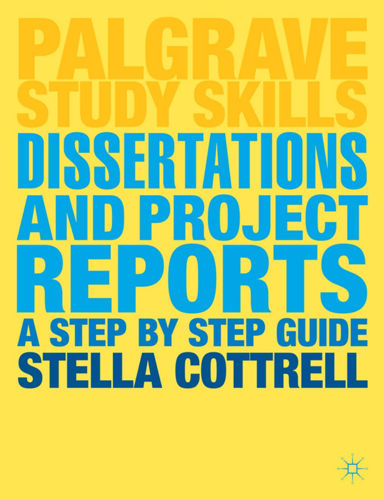 PALGRAVE
STUDY SKILLS
DISSERTATIONS
AND PROJECT
REPORTS
A STEP BY STEP GUIDE
STELLA COTTRELL